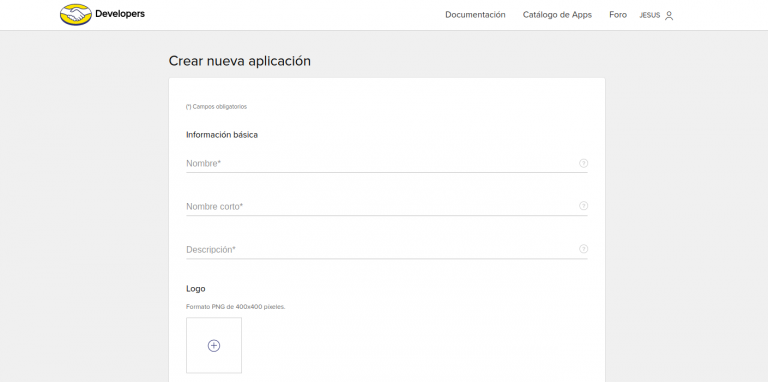 Developers
Documentación Catálogo de Apps Foro JESUS
Crear nueva aplicación
(*) Campos obligatorios
Información básica
Nombre* ?
Nombre corto* ?
Descripción* ?
Logo
Formato PNG de 400x400 píxeles.